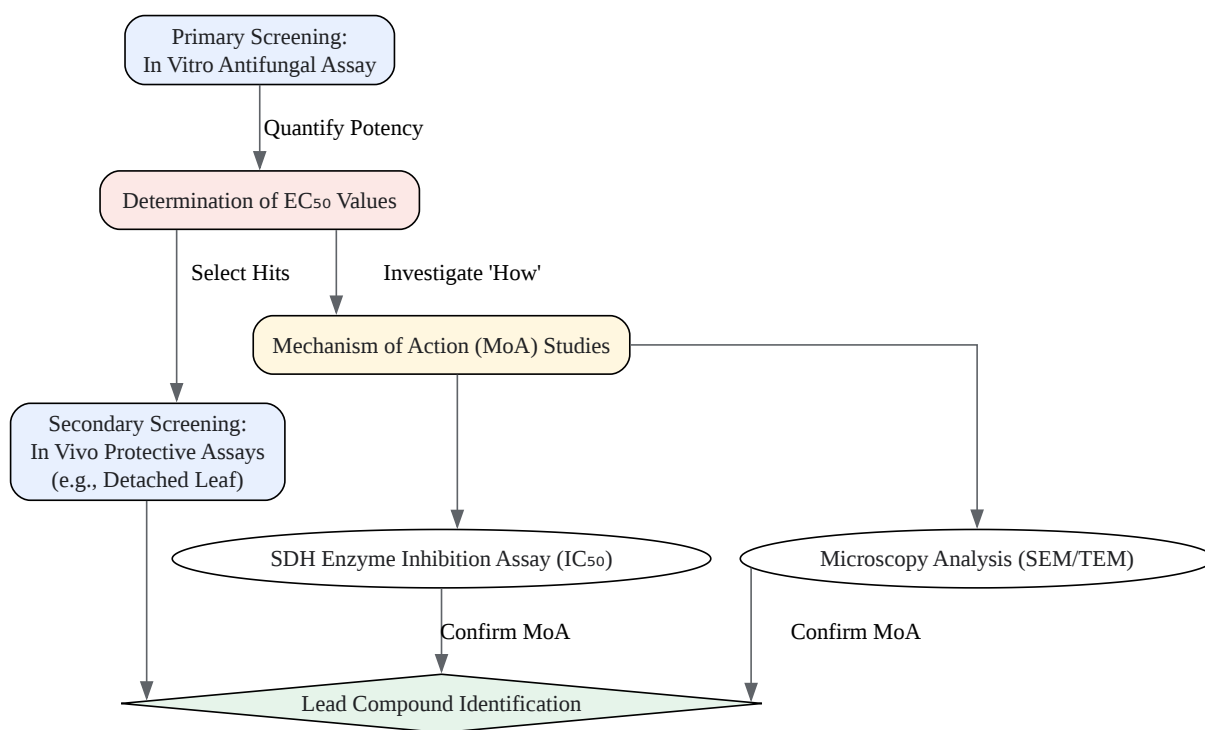 Primary Screening:
In Vitro Antifungal Assay
Quantify Potency
Determination of EC₅₀ Values
Select Hits
Investigate 'How'
Mechanism of Action (MoA) Studies
Secondary Screening:
In Vivo Protective Assays
(e.g., Detached Leaf)
SDH Enzyme Inhibition Assay (IC₅₀)
Microscopy Analysis (SEM/TEM)
Confirm MoA
Confirm MoA
Lead Compound Identification